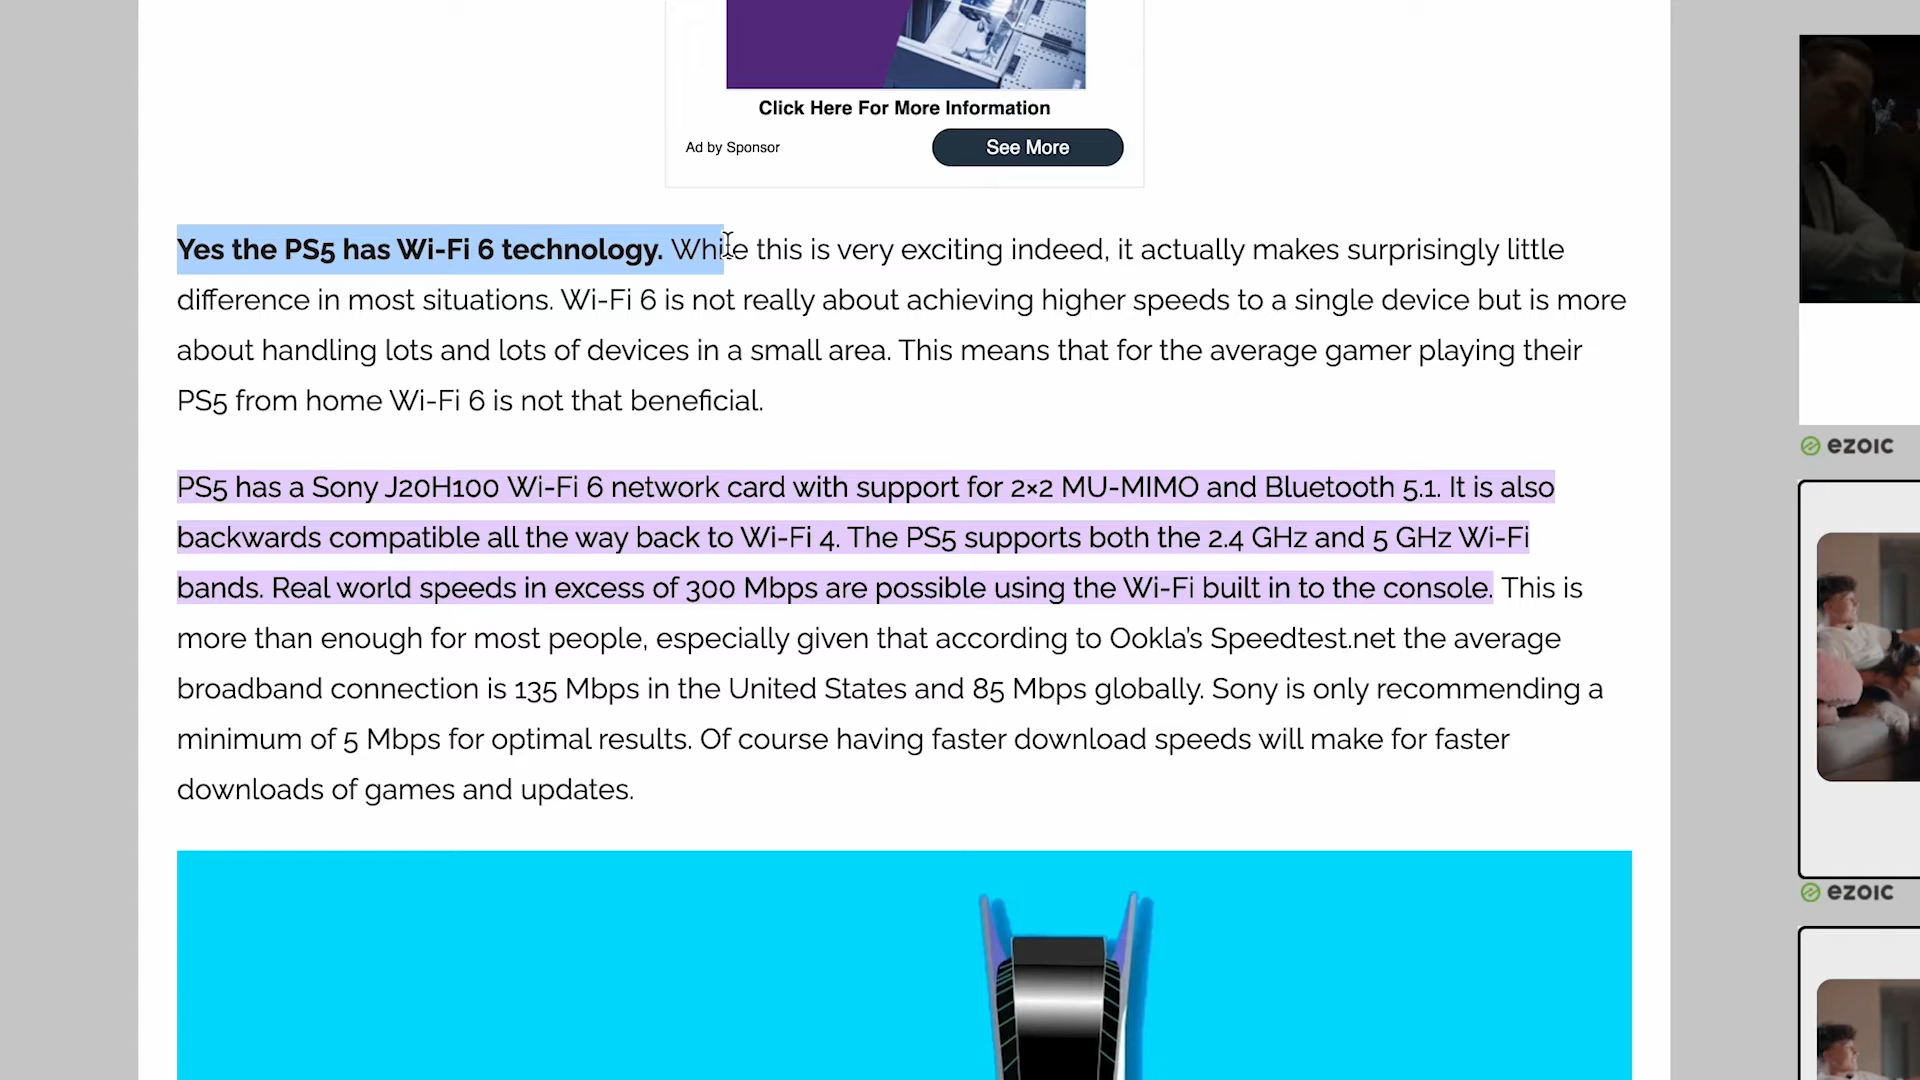 Click Here For More Information
Ad by Sponsor
See More
Yes the PS5 has Wi-Fi 6 technology. While this is very exciting indeed, it actually makes surprisingly little
difference in most situations. Wi-Fi 6 is not really about achieving higher speeds to a single device but is more
about handling lots and lots of devices in a small area. This means that for the average gamer playing their
PS5 from home Wi-Fi 6 is not that beneficial.
PS5 has a Sony J20H100 Wi-Fi 6 network card with support for 2×2 MU-MIMO and Bluetooth 5.1. It is also
backwards compatible all the way back to Wi-Fi 4. The PS5 supports both the 2.4 GHz and 5 GHz Wi-Fi
bands. Real world speeds in excess of 300 Mbps are possible using the Wi-Fi built in to the console. This is
more than enough for most people, especially given that according to Ookla's Speedtest.net the average
broadband connection is 135 Mbps in the United States and 85 Mbps globally. Sony is only recommending a
minimum of 5 Mbps for optimal results. Of course having faster download speeds will make for faster
downloads of games and updates.
ezoic
ezoic